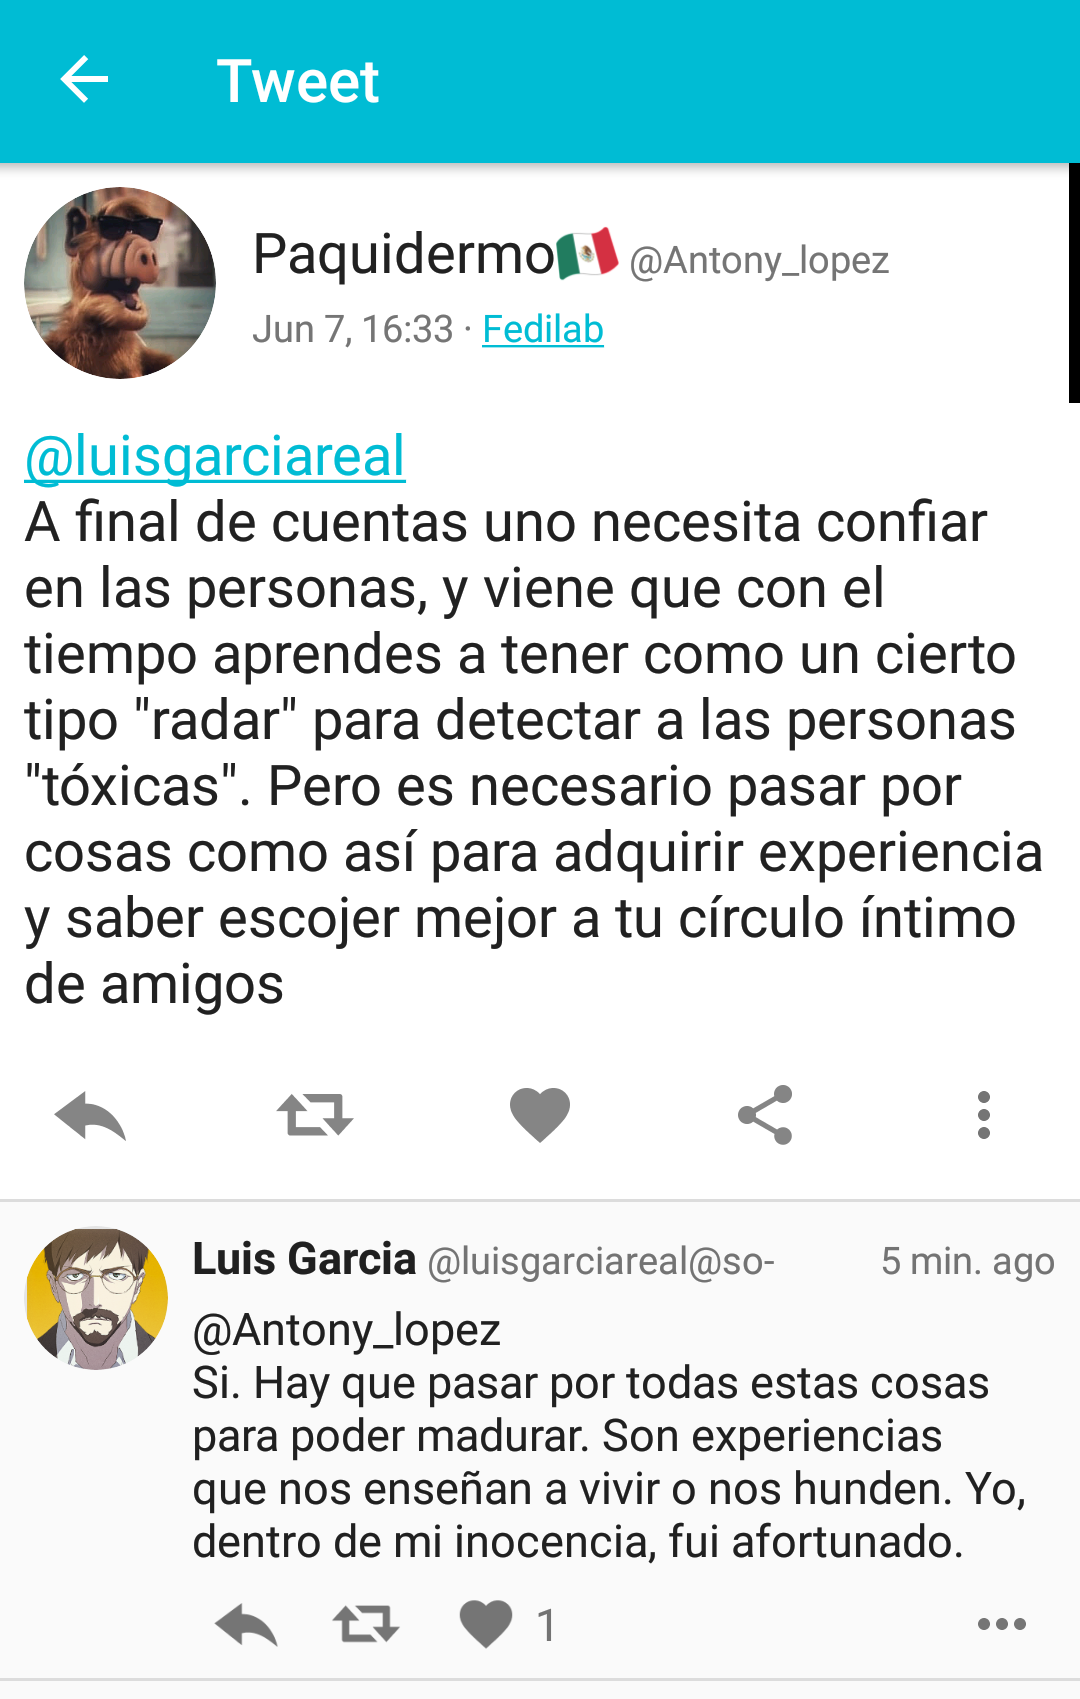 Tweet
Paquidermo🇲🇽 @Antony_lopez
Jun 7, 16:33 · Fedilab
@luisgarciareal
A final de cuentas uno necesita confiar
en las personas, y viene que con el
tiempo aprendes a tener como un cierto
tipo "radar" para detectar a las personas
"tóxicas". Pero es necesario pasar por
cosas como así para adquirir experiencia
y saber escojer mejor a tu círculo íntimo
de amigos
Luis Garcia @luisgarciareal@so- 5 min. ago
@Antony_lopez
Si. Hay que pasar por todas estas cosas
para poder madurar. Son experiencias
que nos enseñan a vivir o nos hunden. Yo,
dentro de mi inocencia, fui afortunado.
1